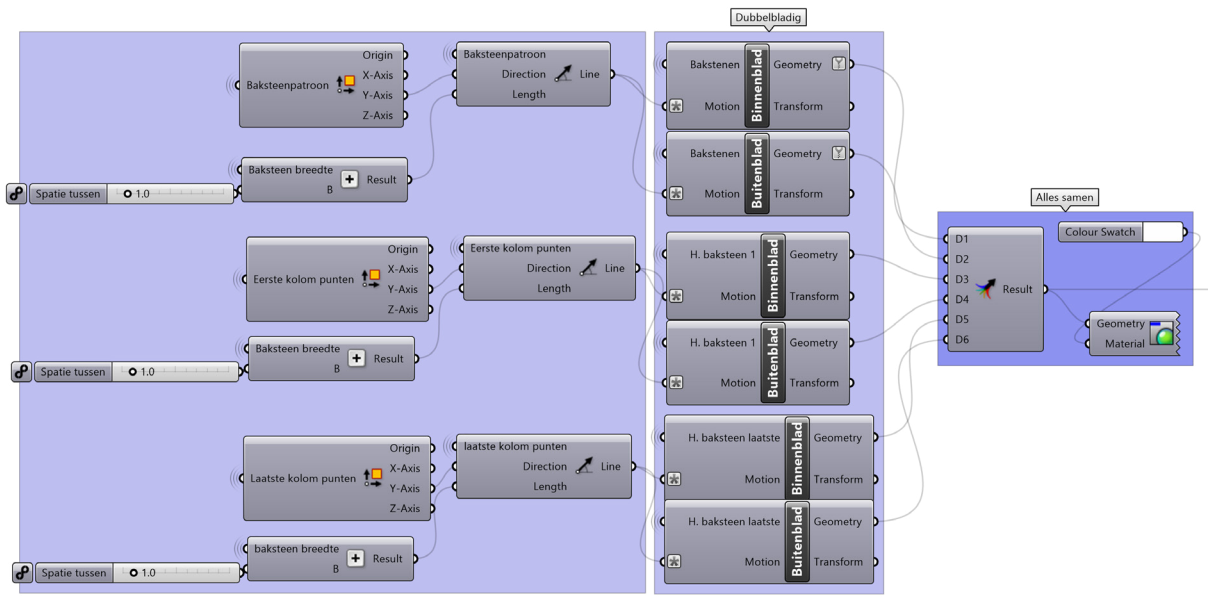 Dubbelbladig
Baksteenpatroon
Origin
X-Axis
Y-Axis
Z-Axis
Baksteenpatroon
Direction
Length
Line
Baksteen breedte
B
Result
Spatie tussen
1.0
Bakstenen
Motion
Binnenblad
Geometry
Transform
Bakstenen
Motion
Buitenblad
Geometry
Transform
Eerste kolom punten
Origin
X-Axis
Y-Axis
Z-Axis
Eerste kolom punten
Direction
Length
Line
Baksteen breedte
B
Result
Spatie tussen
1.0
H. baksteen 1
Motion
Binnenblad
Geometry
Transform
H. baksteen 1
Motion
Buitenblad
Geometry
Transform
Laatste kolom punten
Origin
X-Axis
Y-Axis
Z-Axis
laatste kolom punten
Direction
Length
Line
baksteen breedte
B
Result
Spatie tussen
1.0
H. baksteen laatste
Motion
Binnenblad
Geometry
Transform
H. baksteen laatste
Motion
Buitenblad
Geometry
Transform
Alles samen
D1
D2
D3
D4
D5
D6
Result
Colour Swatch
Geometry
Material